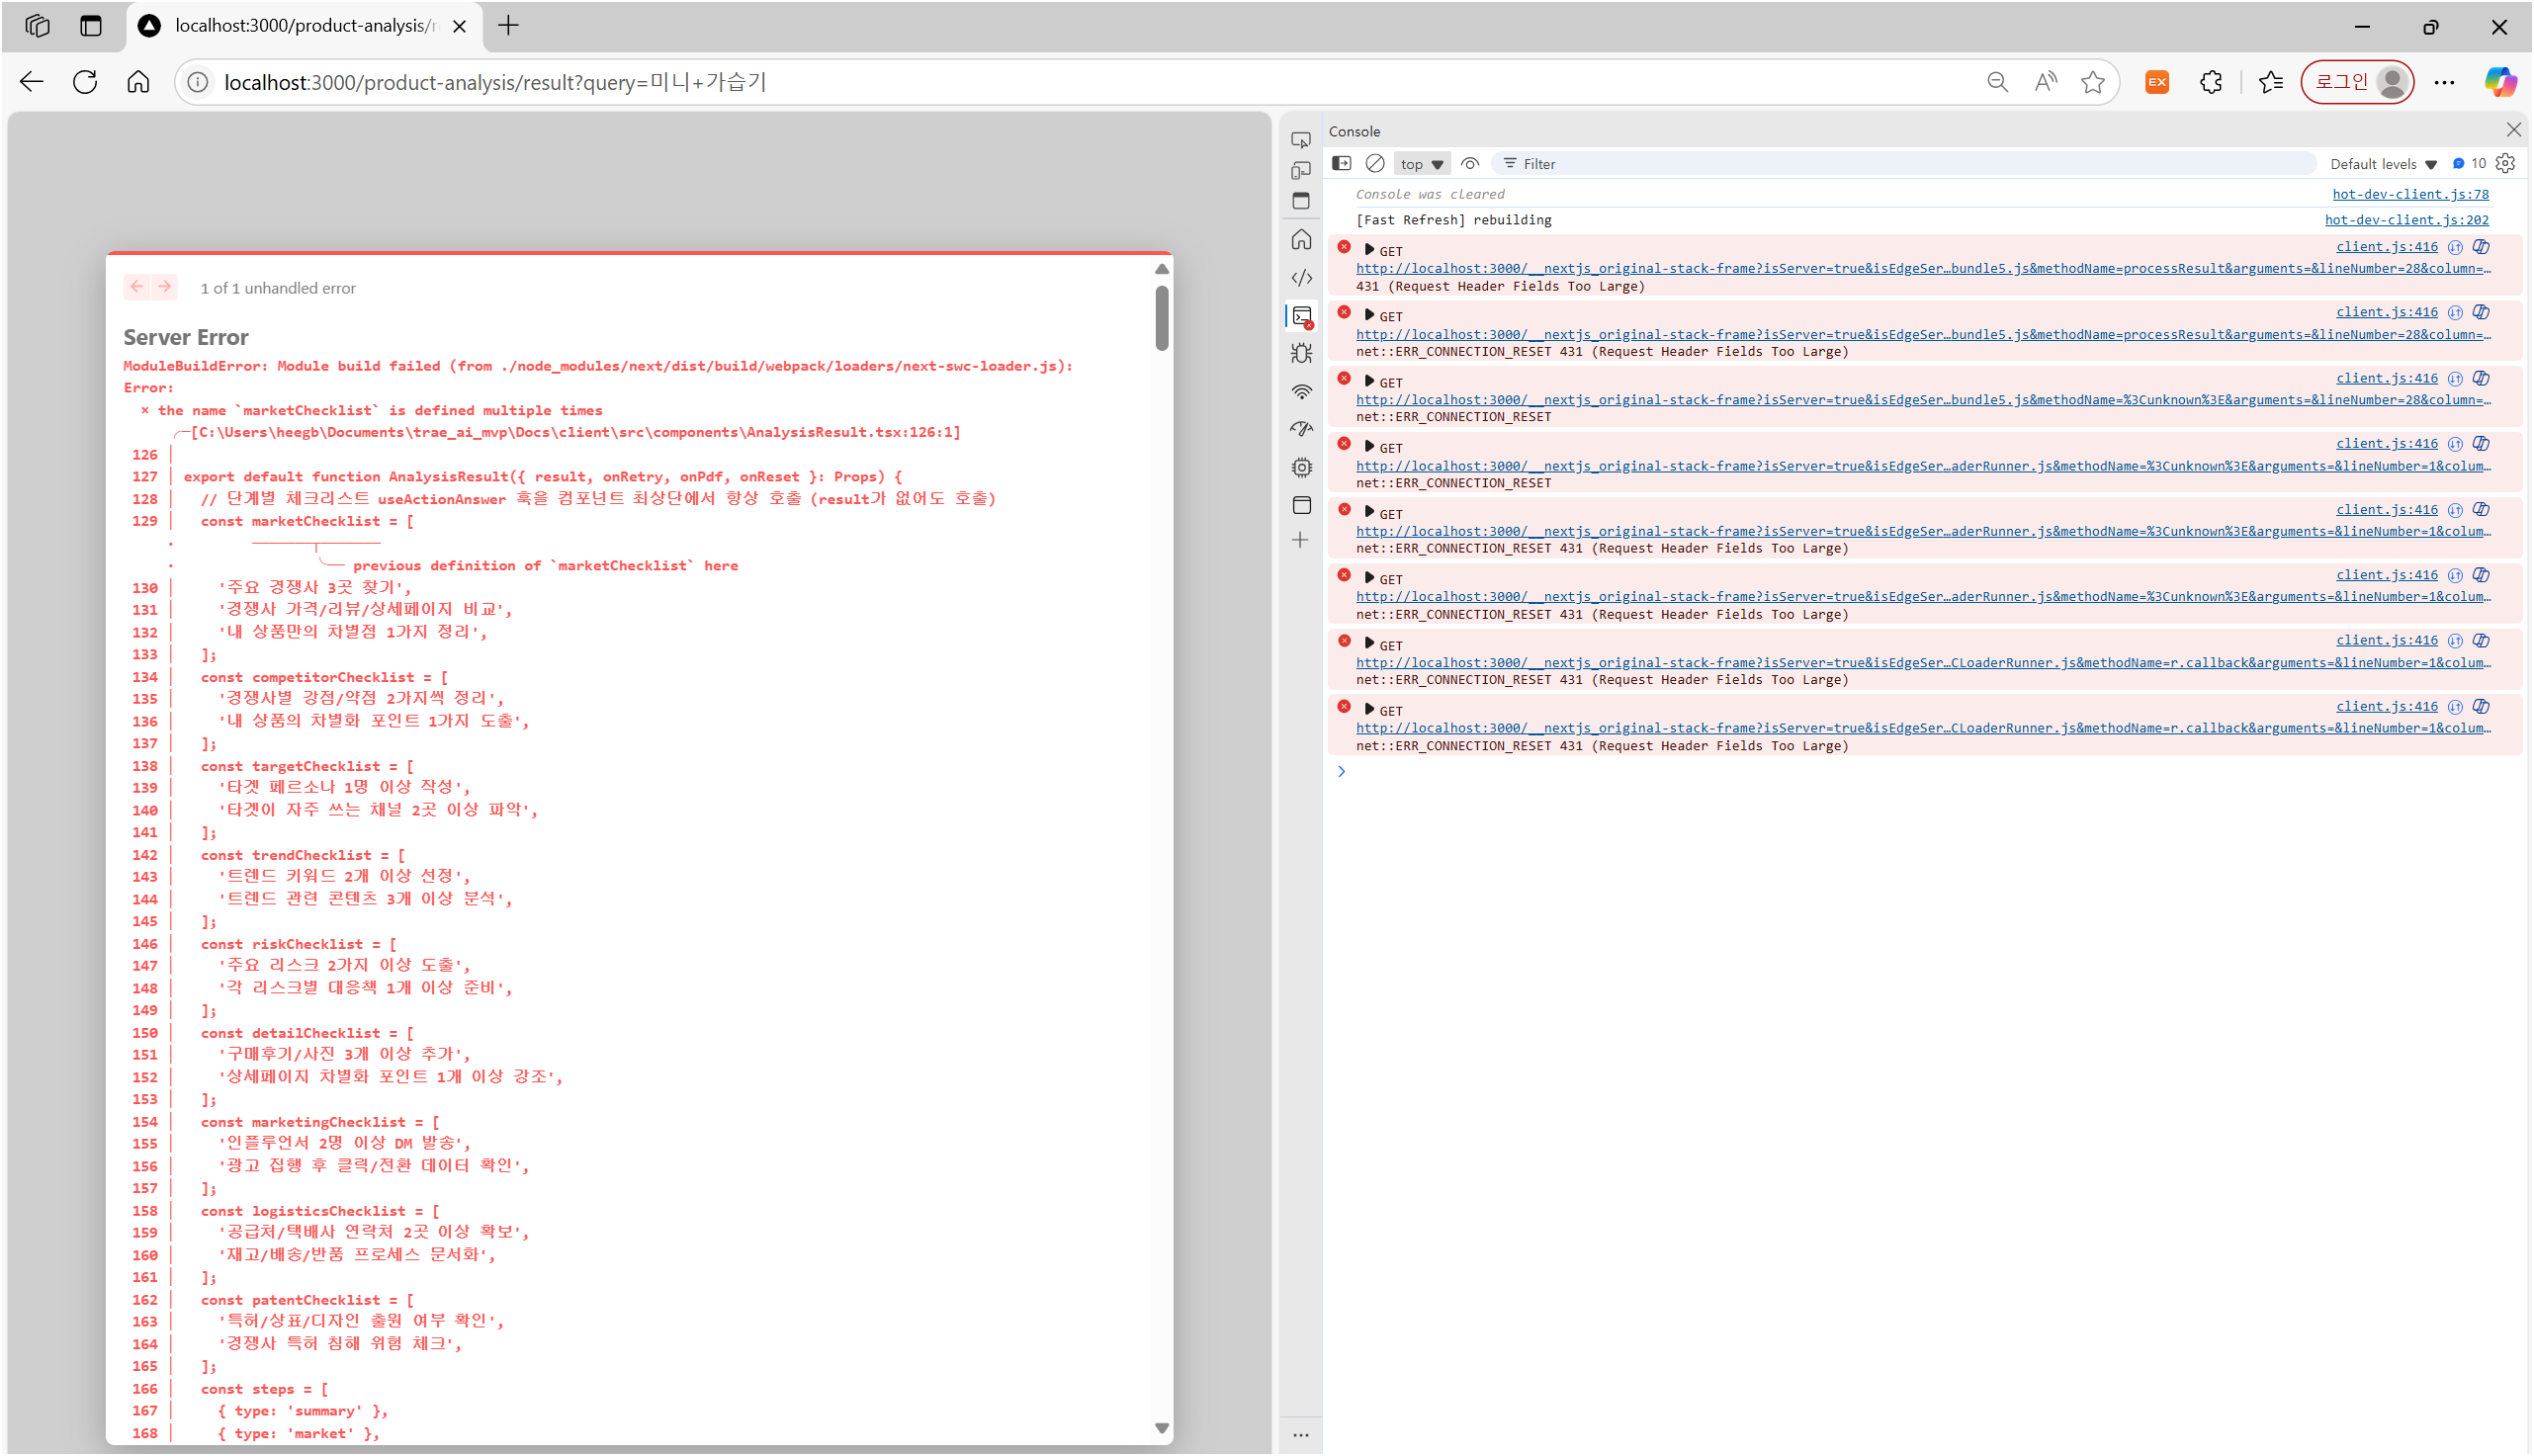 localhost:3000/product-analysis/r
localhost:3000/product-analysis/result?query=미니+가습기
EX
로그인
1 of 1 unhandled error
Server Error
ModuleBuildError: Module build failed (from ./node_modules/next/dist/build/webpack/loaders/next-swc-loader.js):
Error:
× the name `marketChecklist` is defined multiple times
╭─[C:\Users\heegb\Documents\trae_ai_mvp\Docs\client\src\components\AnalysisResult.tsx:126:1]
126 │
127 │ export default function AnalysisResult({ result, onRetry, onPdf, onReset }: Props) {
128 │   // 단계별 체크리스트 useActionAnswer 훅을 컴포넌트 최상단에서 항상 호출 (result가 없어도 호출)
129 │   const marketChecklist = [
·         ───────┬───────
·                ╰── previous definition of `marketChecklist` here
130 │     '주요 경쟁사 3곳 찾기',
131 │     '경쟁사 가격/리뷰/상세페이지 비교',
132 │     '내 상품만의 차별점 1가지 정리',
133 │   ];
134 │   const competitorChecklist = [
135 │     '경쟁사별 강점/약점 2가지씩 정리',
136 │     '내 상품의 차별화 포인트 1가지 도출',
137 │   ];
138 │   const targetChecklist = [
139 │     '타겟 페르소나 1명 이상 작성',
140 │     '타겟이 자주 쓰는 채널 2곳 이상 파악',
141 │   ];
142 │   const trendChecklist = [
143 │     '트렌드 키워드 2개 이상 선정',
144 │     '트렌드 관련 콘텐츠 3개 이상 분석',
145 │   ];
146 │   const riskChecklist = [
147 │     '주요 리스크 2가지 이상 도출',
148 │     '각 리스크별 대응책 1개 이상 준비',
149 │   ];
150 │   const detailChecklist = [
151 │     '구매후기/사진 3개 이상 추가',
152 │     '상세페이지 차별화 포인트 1개 이상 강조',
153 │   ];
154 │   const marketingChecklist = [
155 │     '인플루언서 2명 이상 DM 발송',
156 │     '광고 집행 후 클릭/전환 데이터 확인',
157 │   ];
158 │   const logisticsChecklist = [
159 │     '공급처/택배사 연락처 2곳 이상 확보',
160 │     '재고/배송/반품 프로세스 문서화',
161 │   ];
162 │   const patentChecklist = [
163 │     '특허/상표/디자인 출원 여부 확인',
164 │     '경쟁사 특허 침해 위험 체크',
165 │   ];
166 │   const steps = [
167 │     { type: 'summary' },
168 │     { type: 'market' },
Console
top
Filter
Default levels
10
Console was cleared hot-dev-client.js:78
[Fast Refresh] rebuilding hot-dev-client.js:202
GET client.js:416
http://localhost:3000/__nextjs_original-stack-frame?isServer=true&isEdgeSer…bundle5.js&methodName=processResult&arguments=&lineNumber=28&column=…
431 (Request Header Fields Too Large)
GET client.js:416
http://localhost:3000/__nextjs_original-stack-frame?isServer=true&isEdgeSer…bundle5.js&methodName=processResult&arguments=&lineNumber=28&column=…
net::ERR_CONNECTION_RESET 431 (Request Header Fields Too Large)
GET client.js:416
http://localhost:3000/__nextjs_original-stack-frame?isServer=true&isEdgeSer…bundle5.js&methodName=%3Cunknown%3E&arguments=&lineNumber=28&column=…
net::ERR_CONNECTION_RESET
GET client.js:416
http://localhost:3000/__nextjs_original-stack-frame?isServer=true&isEdgeSer…aderRunner.js&methodName=%3Cunknown%3E&arguments=&lineNumber=1&colum…
net::ERR_CONNECTION_RESET
GET client.js:416
http://localhost:3000/__nextjs_original-stack-frame?isServer=true&isEdgeSer…aderRunner.js&methodName=%3Cunknown%3E&arguments=&lineNumber=1&colum…
net::ERR_CONNECTION_RESET 431 (Request Header Fields Too Large)
GET client.js:416
http://localhost:3000/__nextjs_original-stack-frame?isServer=true&isEdgeSer…aderRunner.js&methodName=%3Cunknown%3E&arguments=&lineNumber=1&colum…
net::ERR_CONNECTION_RESET 431 (Request Header Fields Too Large)
GET client.js:416
http://localhost:3000/__nextjs_original-stack-frame?isServer=true&isEdgeSer…CLoaderRunner.js&methodName=r.callback&arguments=&lineNumber=1&colum…
net::ERR_CONNECTION_RESET 431 (Request Header Fields Too Large)
GET client.js:416
http://localhost:3000/__nextjs_original-stack-frame?isServer=true&isEdgeSer…CLoaderRunner.js&methodName=r.callback&arguments=&lineNumber=1&colum…
net::ERR_CONNECTION_RESET 431 (Request Header Fields Too Large)